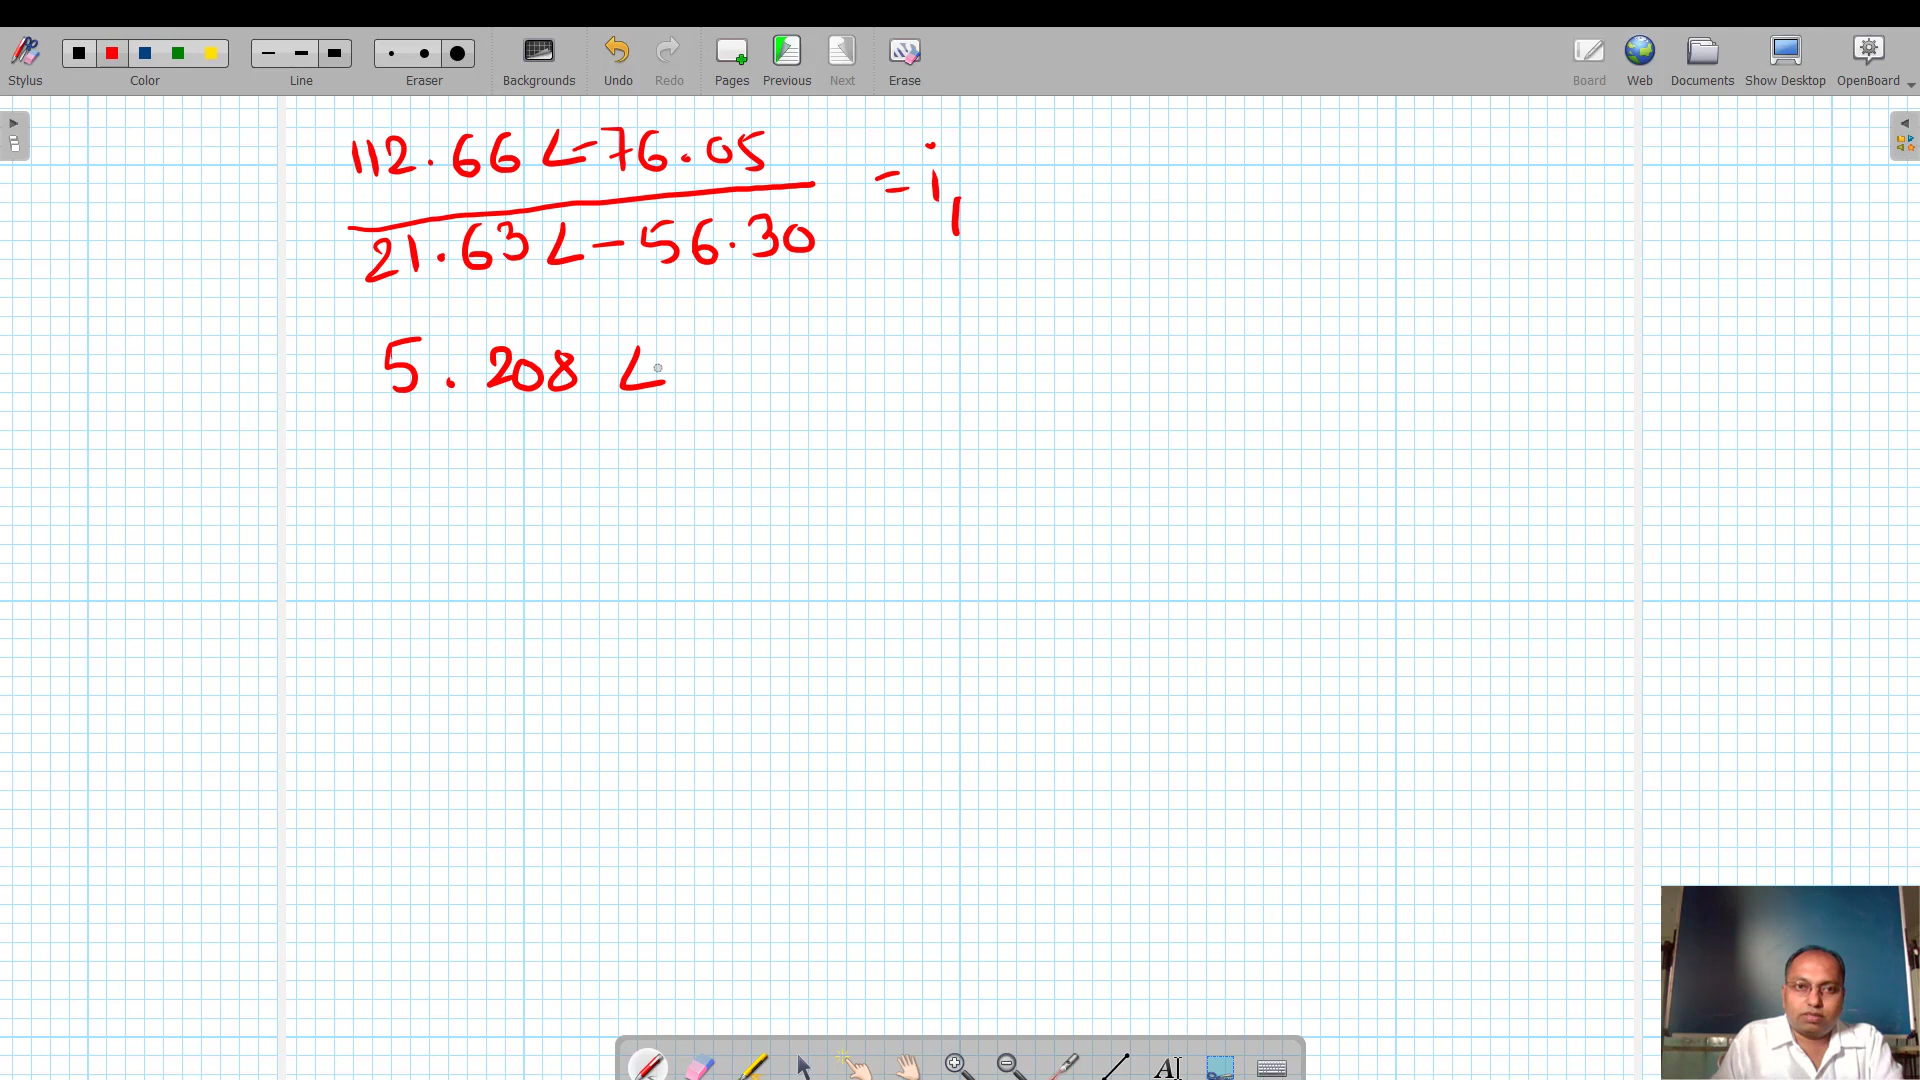 Stylus Color Line Eraser Backgrounds Undo Redo Pages Previous Next Erase Board Web Documents Show Desktop OpenBoard
112.66 ∠-76.05
= i1
21.63 ∠-56.30
5.208 ∠